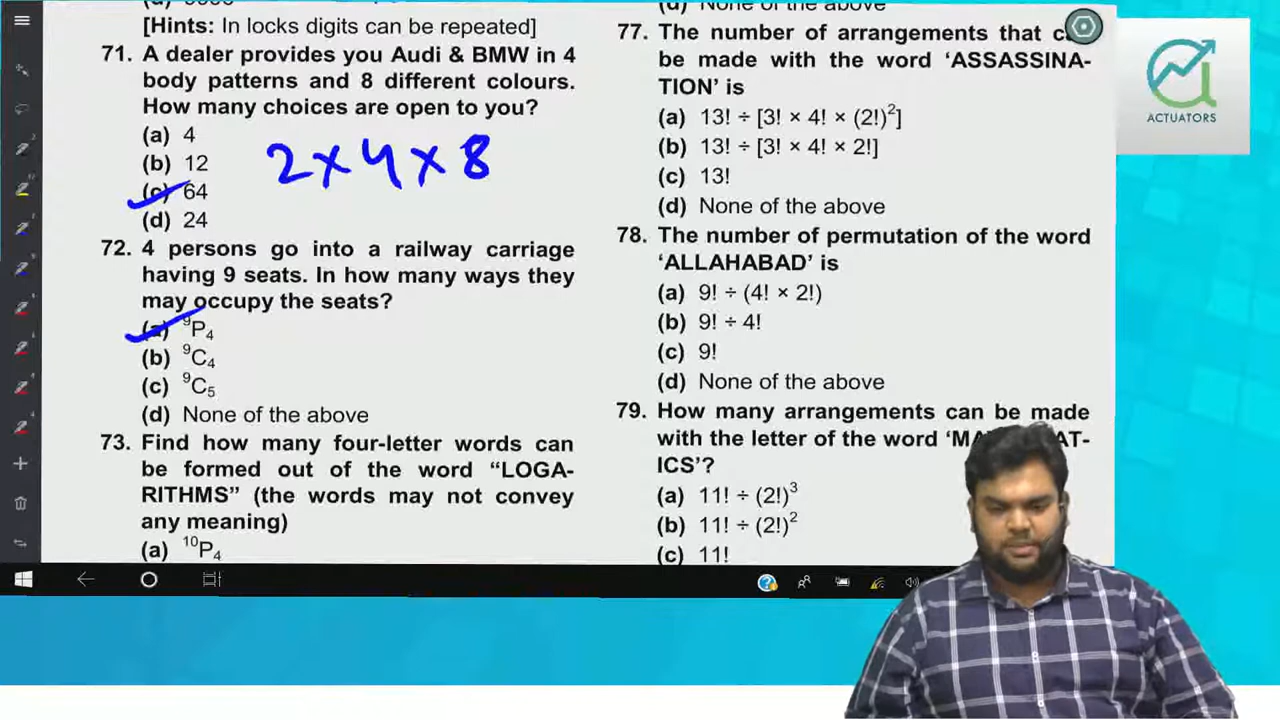 [Hints: In locks digits can be repeated]
71. A dealer provides you Audi & BMW in 4
body patterns and 8 different colours.
How many choices are open to you?
(a) 4
(b) 12
(c) 64
(d) 24
2 × 4 × 8
72. 4 persons go into a railway carriage
having 9 seats. In how many ways they
may occupy the seats?
(a) ⁹P₄
(b) ⁹C₄
(c) ⁹C₅
(d) None of the above
73. Find how many four-letter words can
be formed out of the word “LOGA-
RITHMS” (the words may not convey
any meaning)
(a) ¹⁰P₄
(d) None of the above
77. The number of arrangements that
be made with the word ‘ASSASSINA-
TION’ is
(a) 13! ÷ [3! × 4! × (2!)²]
(b) 13! ÷ [3! × 4! × 2!]
(c) 13!
(d) None of the above
78. The number of permutation of the word
‘ALLAHABAD’ is
(a) 9! ÷ (4! × 2!)
(b) 9! ÷ 4!
(c) 9!
(d) None of the above
79. How many arrangements can be made
with the letter of the word
ICS’?
(a) 11! ÷ (2!)³
(b) 11! ÷ (2!)²
(c) 11!
ACTUATORS